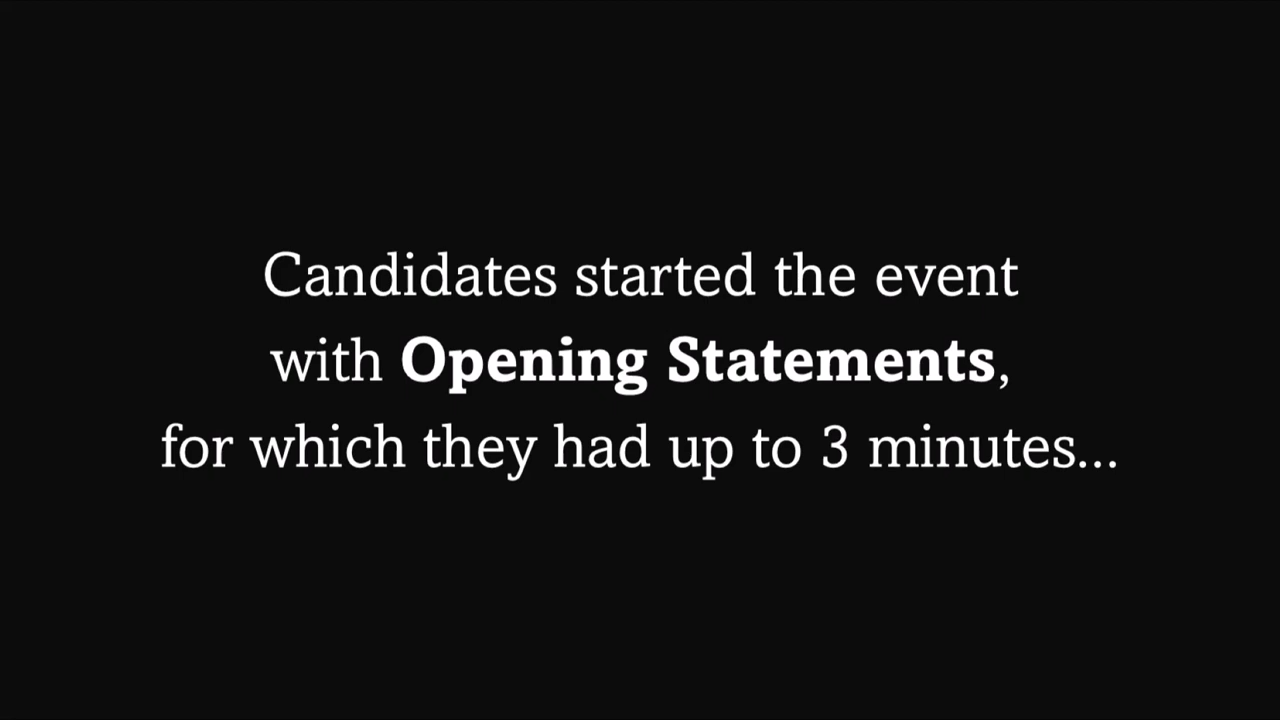 Candidates started the event
with Opening Statements,
for which they had up to 3 minutes...